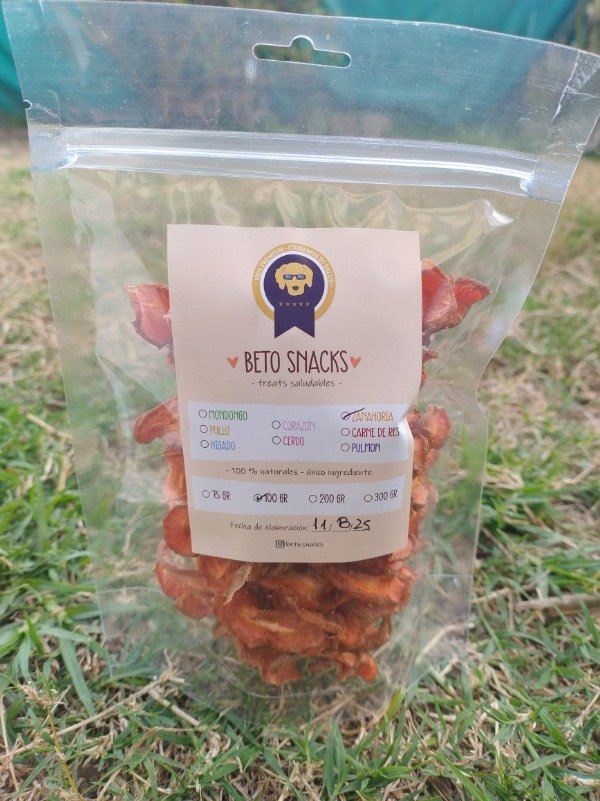 BETO SNACKS
- treats saludables -
MONDONGO
POLLO
HIGADO
CORAZON
CERDO
ZANAHORIA
CARNE DE RES
PULMON
- 100 % naturales - único ingrediente
75 GR
100 GR
200 GR
300 GR
Fecha de elaboración: 11/8/25
beto.snacks